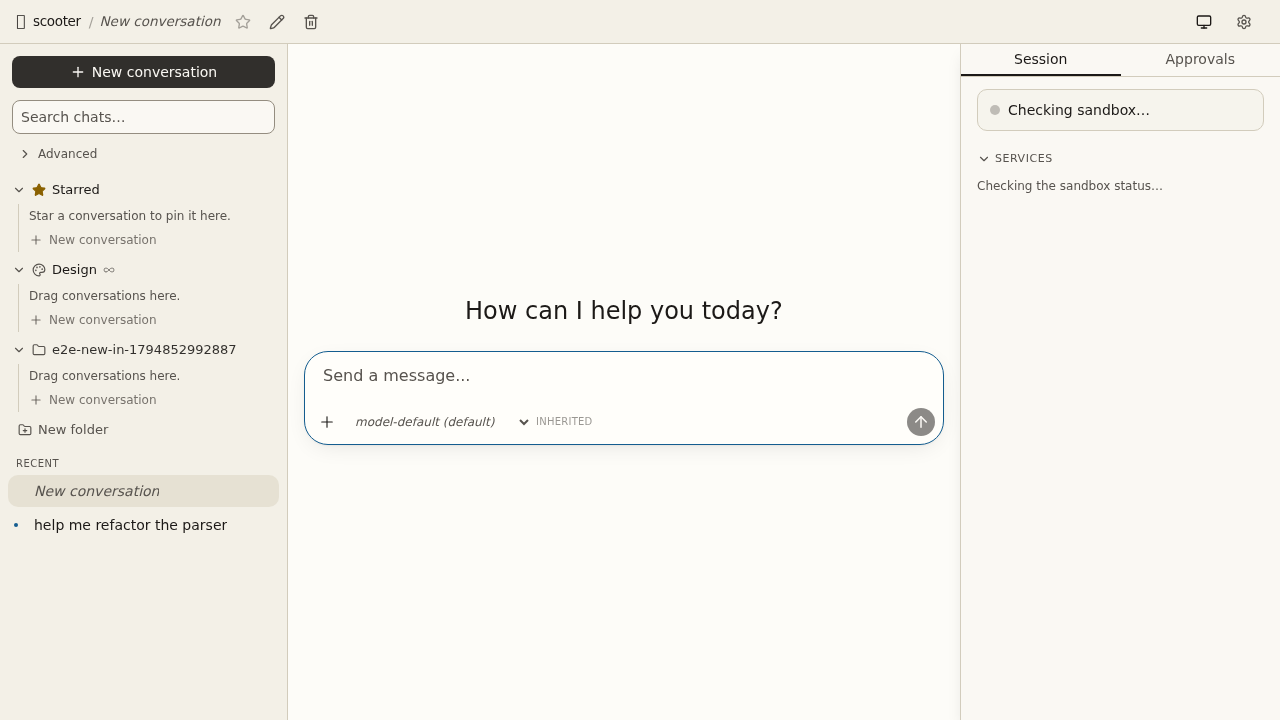 scooter / New conversation
New conversation
Search chats…
Advanced
Starred
Star a conversation to pin it here.
New conversation
Design
Drag conversations here.
New conversation
e2e-new-in-1794852992887
Drag conversations here.
New conversation
New folder
RECENT
New conversation
help me refactor the parser
How can I help you today?
Send a message...
model-default (default)
INHERITED
Session
Approvals
Checking sandbox…
SERVICES
Checking the sandbox status…